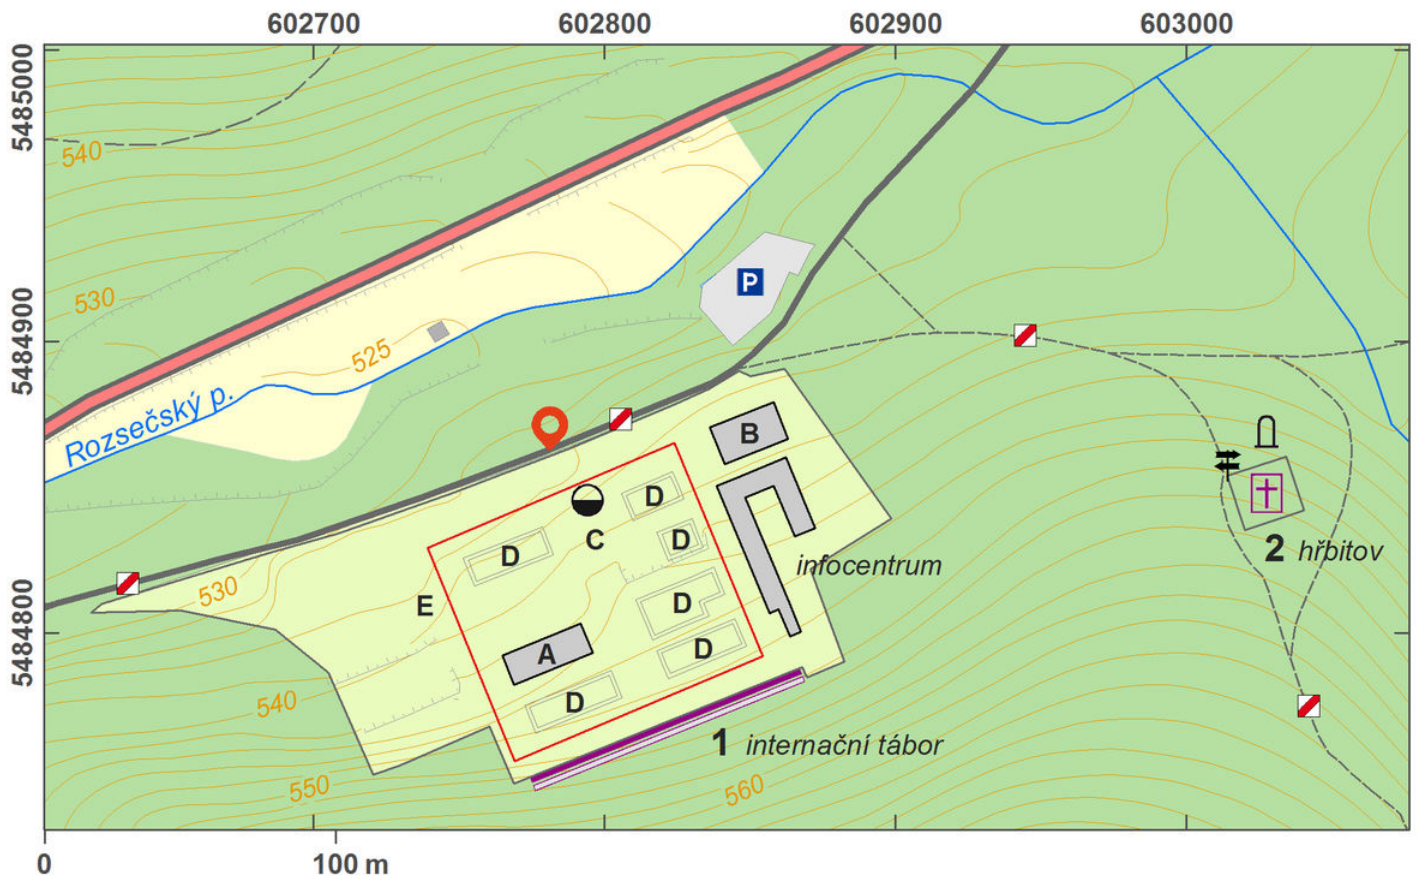 602700 602800 602900 603000
5485000
540
530
P
5484900
525
Rozsečský p.
B
D
C
D
D
infocentrum
2 hřbitov
530
E
D
5484800
A
D
540
D
1 internační tábor
550
560
0 100 m